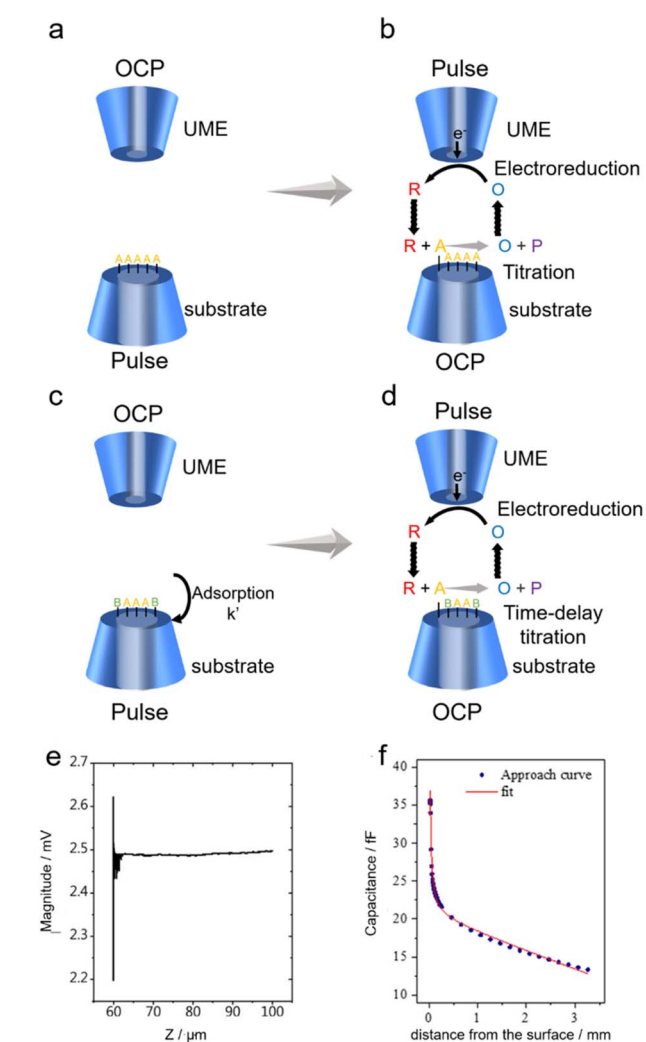 a
OCP
UME
AAAAA
substrate
Pulse
b
Pulse
e-
UME
Electroreduction
R O
R + A O + P
AAAA
Titration
substrate
OCP
c
OCP
UME
Adsorption
k'
BAAAB
substrate
Pulse
d
Pulse
UME
e-
Electroreduction
R O
R + A O + P
BAAB
Time-delay
titration
substrate
OCP
e
2.7
2.6
2.5
2.4
2.3
2.2
Magnitude / mV
60 70 80 90 100
Z / μm
f
40
35
30
25
20
15
10
Capacitance / fF
Approach curve
fit
0 1 2 3
distance from the surface / mm